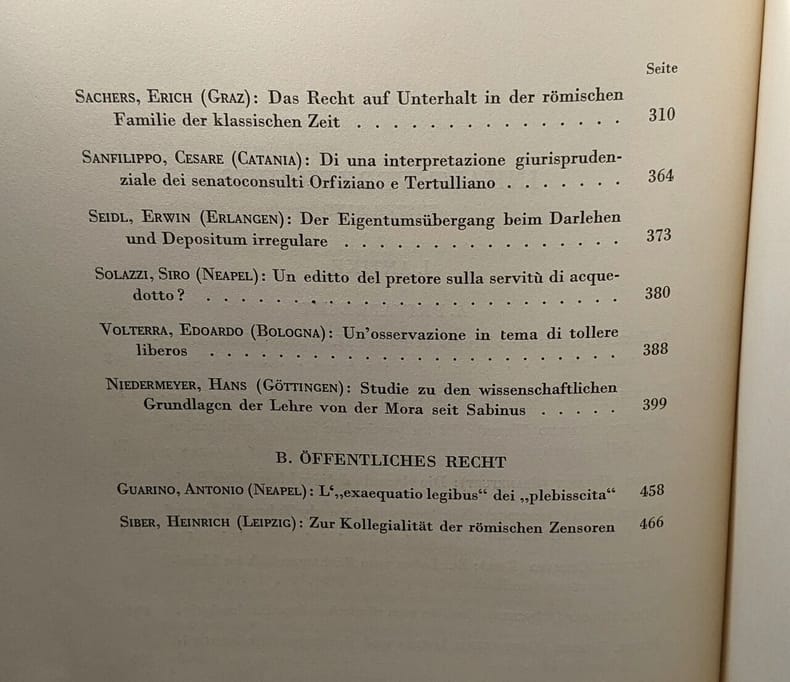 Seite
SACHERS, ERICH (GRAZ): Das Recht auf Unterhalt in der römischen
Familie der klassischen Zeit . . . . . . . . . . . . . . . 310
SANFILIPPO, CESARE (CATANIA): Di una interpretazione giurispruden-
ziale dei senatoconsulti Orfiziano e Tertulliano . . . . . . . 364
SEIDL, ERWIN (ERLANGEN): Der Eigentumsübergang beim Darlehen
und Depositum irregulare . . . . . . . . . . . . . . . . 373
SOLAZZI, SIRO (NEAPEL): Un editto del pretore sulla servitù di acque-
dotto? . . . . . . . . . . . . . . . . . . . . . . . . 380
VOLTERRA, EDOARDO (BOLOGNA): Un'osservazione in tema di tollere
liberos . . . . . . . . . . . . . . . . . . . . . . . . 388
NIEDERMEYER, HANS (GÖTTINGEN): Studie zu den wissenschaftlichen
Grundlagen der Lehre von der Mora seit Sabinus . . . . . 399
B. ÖFFENTLICHES RECHT
GUARINO, ANTONIO (NEAPEL): L'„exaequatio legibus“ dei „plebisscita“ 458
SIBER, HEINRICH (LEIPZIG): Zur Kollegialität der römischen Zensoren 466